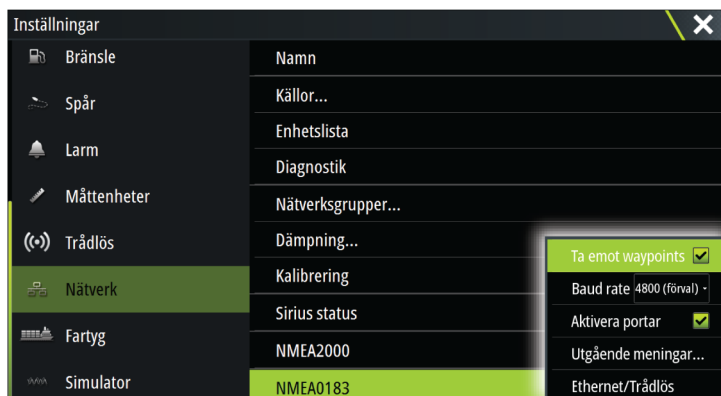 Inställningar
Bränsle
Spår
Larm
Måttenheter
Trådlös
Nätverk
Fartyg
Simulator
Namn
Källor...
Enhetslista
Diagnostik
Nätverksgrupper...
Dämpning...
Kalibrering
Sirius status
NMEA2000
NMEA0183
Ta emot waypoints
Baud rate 4800 (förval)
Aktivera portar
Utgående meningar...
Ethernet/Trådlös